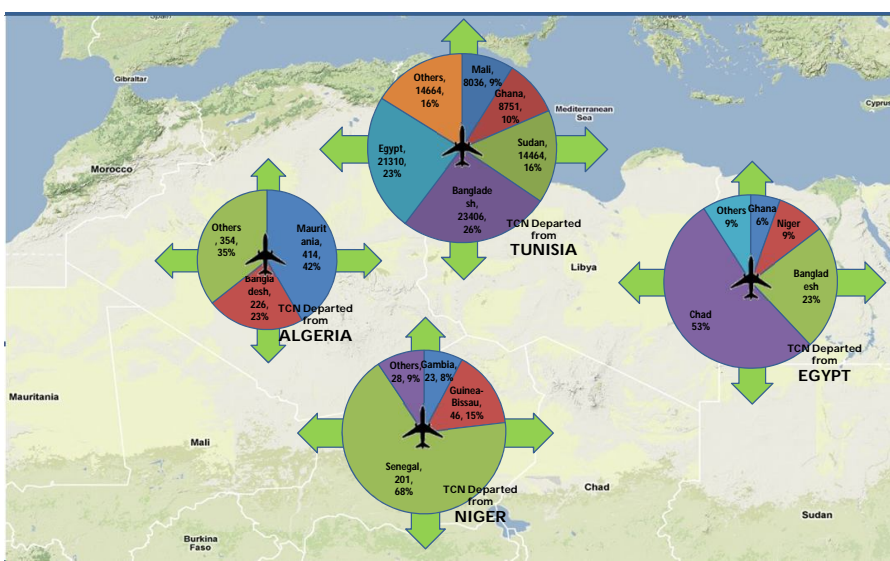 Spain
Greece
Gibraltar
Mediterranean
Sea
Cyprus
Morocco
Libya
Mauritania
Mali
Burkina
Faso
Chad
Sudan
Others,
14664,
16%
Mali,
8036, 9%
Ghana,
8751,
10%
Sudan,
14464,
16%
Banglade
sh,
23406,
26%
Egypt,
21310,
23%
TCN Departed
from
TUNISIA
Others
, 354,
35%
Maurit
ania,
414,
42%
Bangla
desh,
226,
23%
TCN Departed
from
ALGERIA
Others
9%
Ghana
6%
Niger
9%
Banglad
esh
23%
Chad
53%
TCN Departed
from
EGYPT
Others,
28, 9%
Gambia,
23, 8%
Guinea-
Bissau,
46, 15%
Senegal,
201,
68%
TCN Departed
from
NIGER